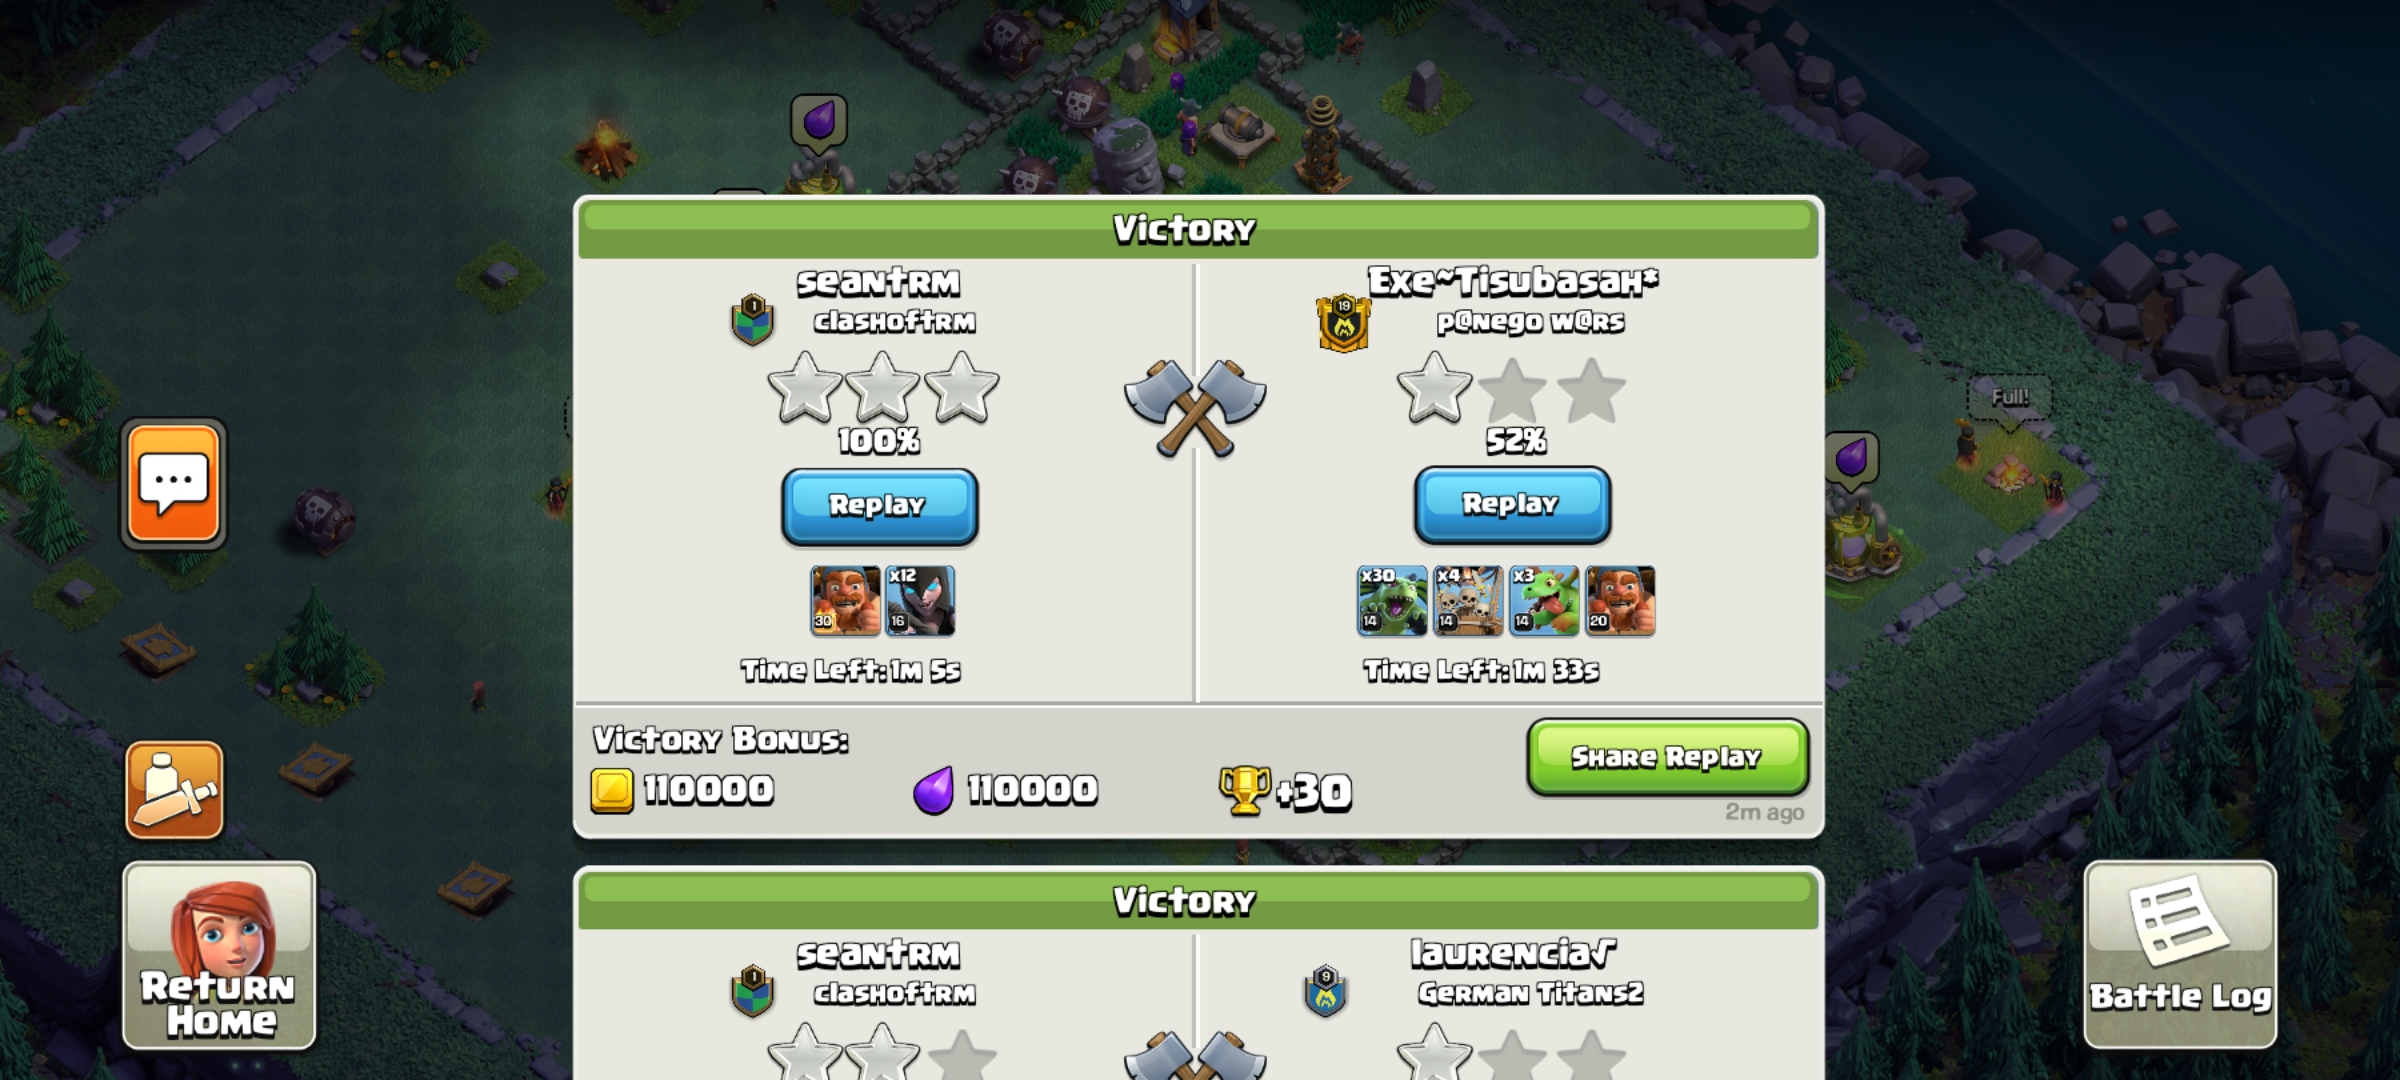 Victory
seantrm
clashoftrm
1
100%
Replay
30
x12
16
Time Left: 1m 5s
Exe~Tisubasah*
p@nego w@rs
19
52%
Replay
x30
14
x4
14
x3
14
20
Time Left: 1m 33s
Victory Bonus:
110000
110000
+30
Share Replay
2m ago
Full!
Victory
seantrm
clashoftrm
1
laurencia√
German Titans2
9
Return
Home
Battle Log